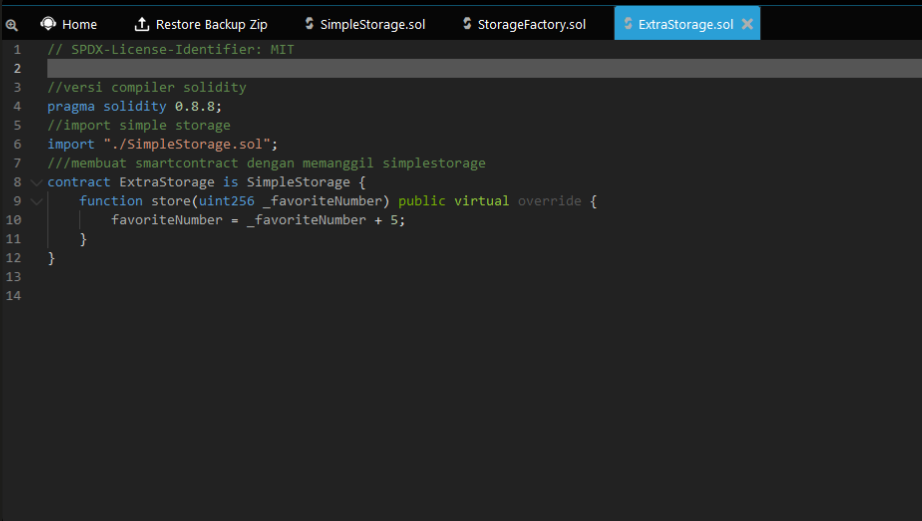 Home Restore Backup Zip SimpleStorage.sol StorageFactory.sol ExtraStorage.sol
1 // SPDX-License-Identifier: MIT
2
3 //versi compiler solidity
4 pragma solidity 0.8.8;
5 //import simple storage
6 import "./SimpleStorage.sol";
7 ///membuat smartcontract dengan memanggil simplestorage
8 contract ExtraStorage is SimpleStorage {
9 function store(uint256 _favoriteNumber) public virtual override {
10 favoriteNumber = _favoriteNumber + 5;
11 }
12 }
13
14